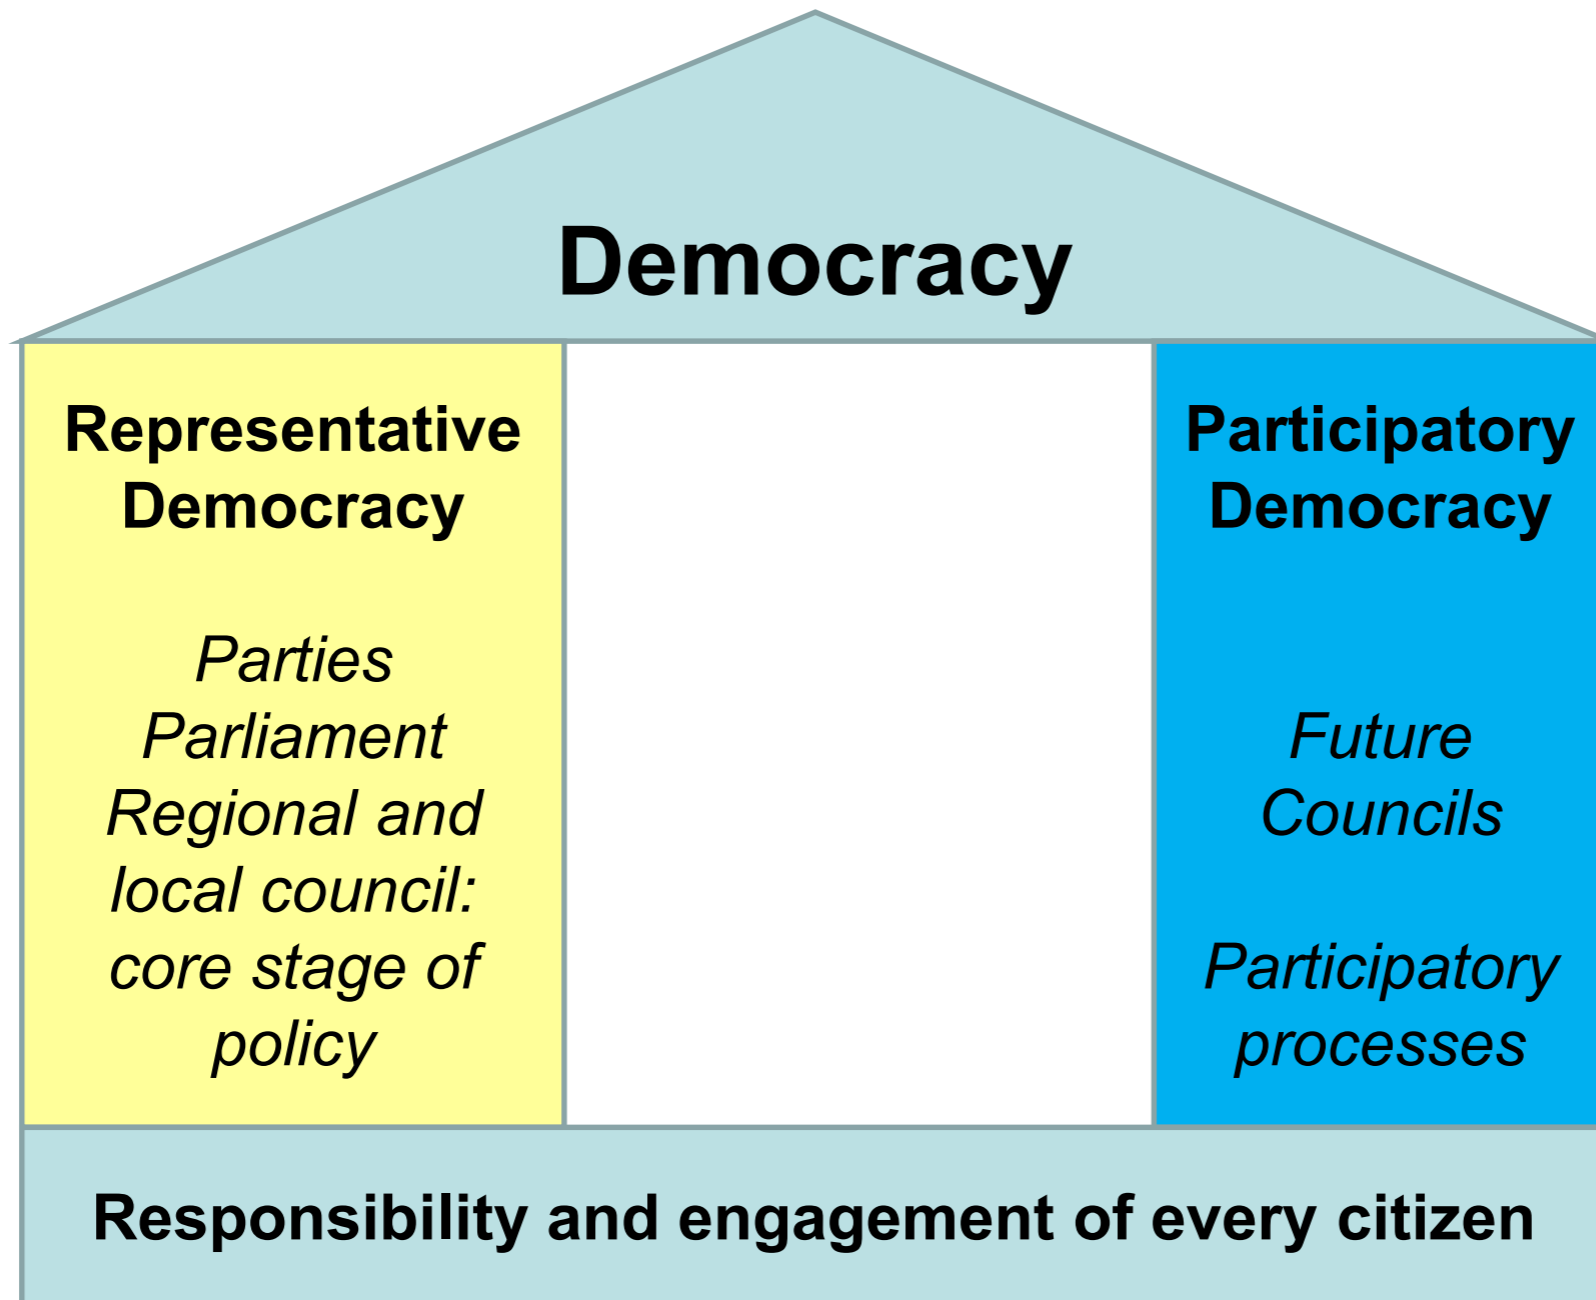 Democracy
Representative
Democracy
Parties
Parliament
Regional and
local council:
core stage of
policy
Participatory
Democracy
Future
Councils
Participatory
processes
Responsibility and engagement of every citizen